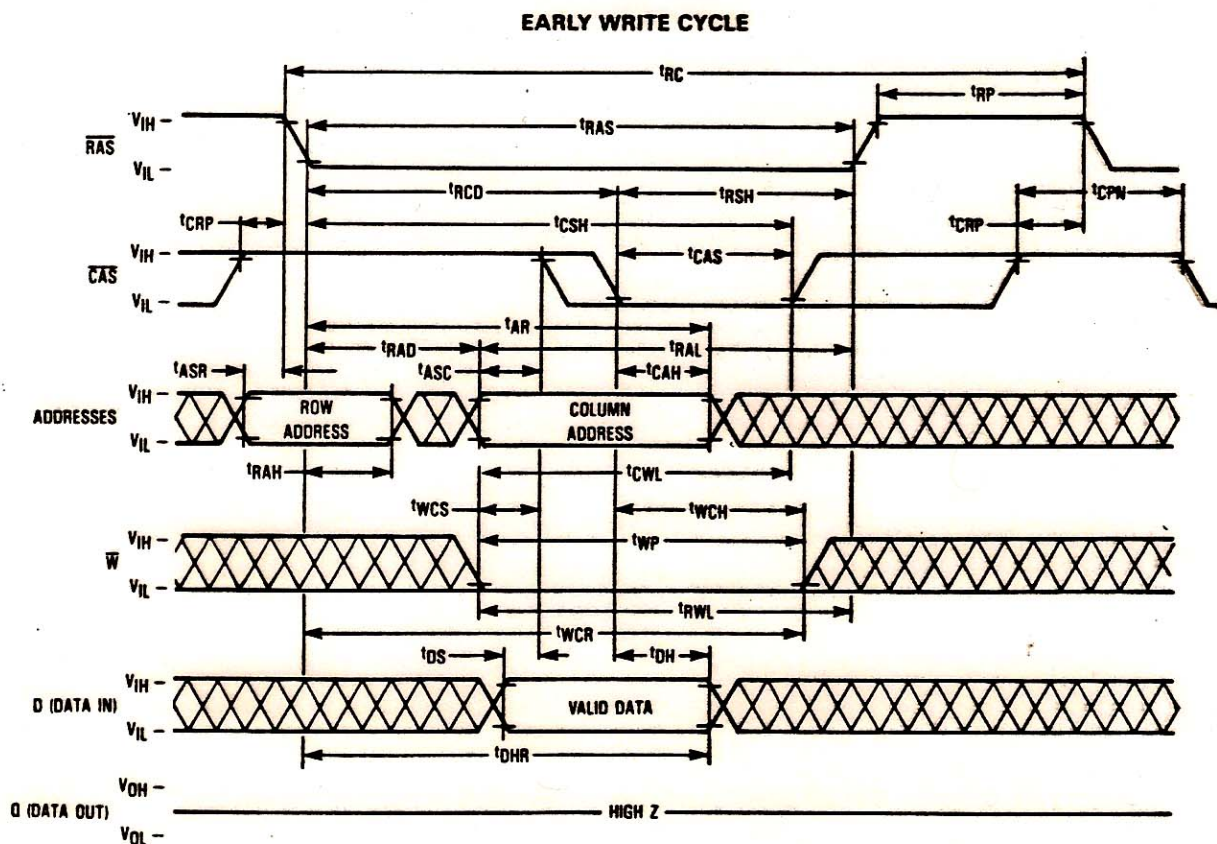 EARLY WRITE CYCLE
tRC
tRP
VIH
tRAS
RAS
VIL
tRCD
tRSH
tCPN
tCRP
tCSH
tCRP
VIH
tCAS
CAS
VIL
tAR
tRAD
tRAL
tASR
tASC
tCAH
VIH
ADDRESSES
ROW ADDRESS
COLUMN ADDRESS
VIL
tRAH
tCWL
tWCS
tWCH
VIH
tWP
W
VIL
tRWL
tWCR
tDS
tDH
VIH
D (DATA IN)
VALID DATA
VIL
tDHR
VOH
Q (DATA OUT)
HIGH Z
VOL